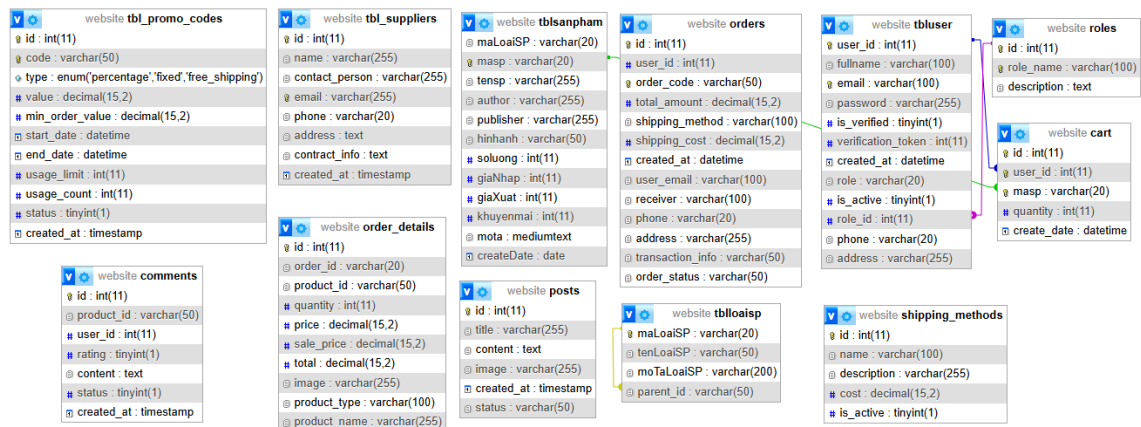 website tbl_promo_codes
id : int(11)
code : varchar(50)
type : enum('percentage','fixed','free_shipping')
value : decimal(15,2)
min_order_value : decimal(15,2)
start_date : datetime
end_date : datetime
usage_limit : int(11)
usage_count : int(11)
status : tinyint(1)
created_at : timestamp
website tbl_suppliers
id : int(11)
name : varchar(255)
contact_person : varchar(255)
email : varchar(255)
phone : varchar(20)
address : text
contract_info : text
created_at : timestamp
website tblsanpham
maLoaiSP : varchar(20)
masp : varchar(20)
tensp : varchar(255)
author : varchar(255)
publisher : varchar(255)
hinhanh : varchar(50)
soluong : int(11)
giaNhap : int(11)
giaXuat : int(11)
khuyenmai : int(11)
mota : mediumtext
createDate : date
website orders
id : int(11)
user_id : int(11)
order_code : varchar(50)
total_amount : decimal(15,2)
shipping_method : varchar(100)
shipping_cost : decimal(15,2)
created_at : datetime
user_email : varchar(100)
receiver : varchar(100)
phone : varchar(20)
address : varchar(255)
transaction_info : varchar(50)
order_status : varchar(50)
website tbluser
user_id : int(11)
fullname : varchar(100)
email : varchar(100)
password : varchar(255)
is_verified : tinyint(1)
verification_token : int(11)
created_at : datetime
role : varchar(20)
is_active : tinyint(1)
role_id : int(11)
phone : varchar(20)
address : varchar(255)
website roles
id : int(11)
role_name : varchar(100)
description : text
website cart
id : int(11)
user_id : int(11)
masp : varchar(20)
quantity : int(11)
create_date : datetime
website comments
id : int(11)
product_id : varchar(50)
user_id : int(11)
rating : tinyint(1)
content : text
status : tinyint(1)
created_at : timestamp
website order_details
id : int(11)
order_id : varchar(20)
product_id : varchar(50)
quantity : int(11)
price : decimal(15,2)
sale_price : decimal(15,2)
total : decimal(15,2)
image : varchar(255)
product_type : varchar(100)
product_name : varchar(255)
website posts
id : int(11)
title : varchar(255)
content : text
image : varchar(255)
created_at : timestamp
status : varchar(50)
website tblloaisp
maLoaiSP : varchar(20)
tenLoaiSP : varchar(50)
moTaLoaiSP : varchar(200)
parent_id : varchar(50)
website shipping_methods
id : int(11)
name : varchar(100)
description : varchar(255)
cost : decimal(15,2)
is_active : tinyint(1)